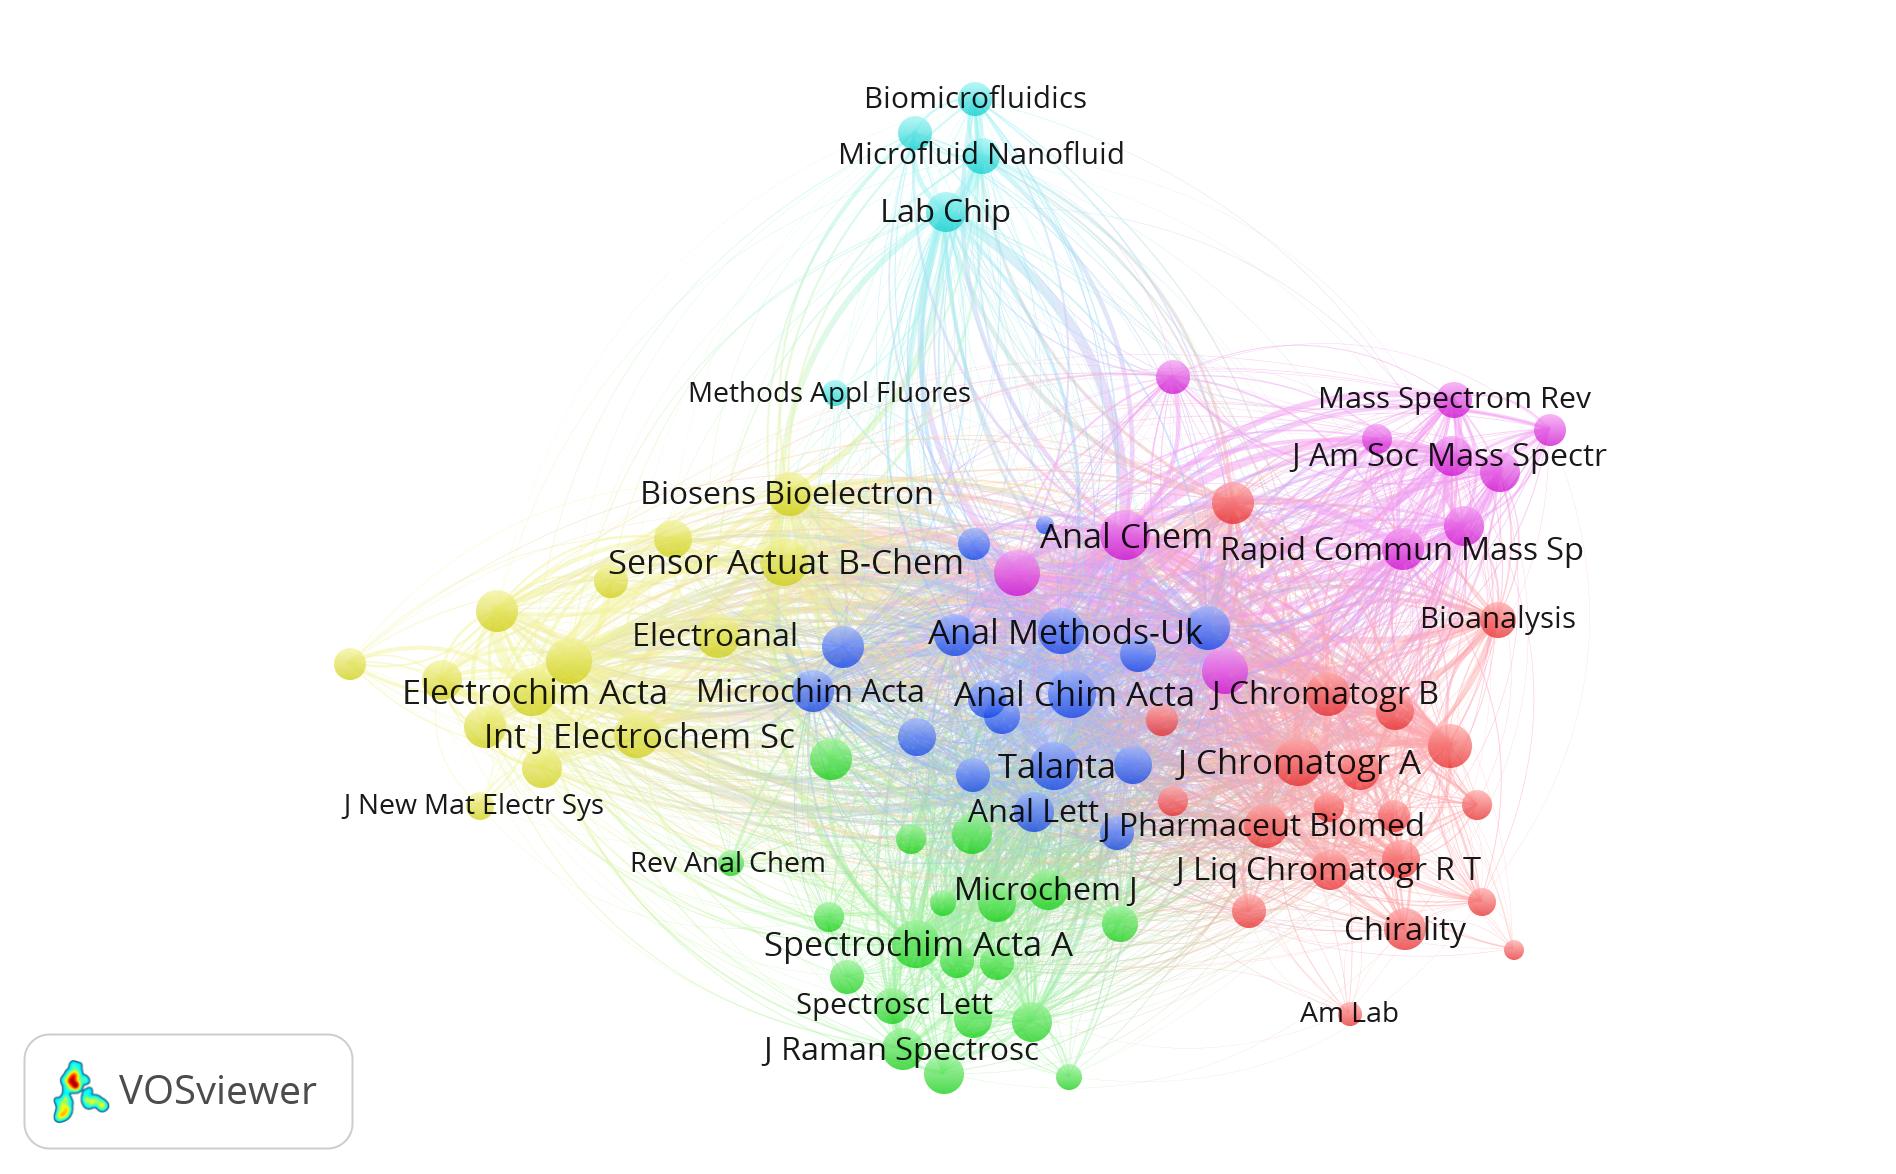 Biomicrofluidics
Microfluid Nanofluid
Lab Chip
Methods Appl Fluores
Mass Spectrom Rev
J Am Soc Mass Spectr
Biosens Bioelectron
Anal Chem
Rapid Commun Mass Sp
Sensor Actuat B-Chem
Bioanalysis
Electroanal
Anal Methods-Uk
Electrochim Acta
Microchim Acta
Anal Chim Acta
J Chromatogr B
Int J Electrochem Sc
Talanta
J Chromatogr A
J New Mat Electr Sys
Anal Lett
J Pharmaceut Biomed
Rev Anal Chem
J Liq Chromatogr R T
Microchem J
Chirality
Spectrochim Acta A
Spectrosc Lett
Am Lab
J Raman Spectrosc
VOSviewer